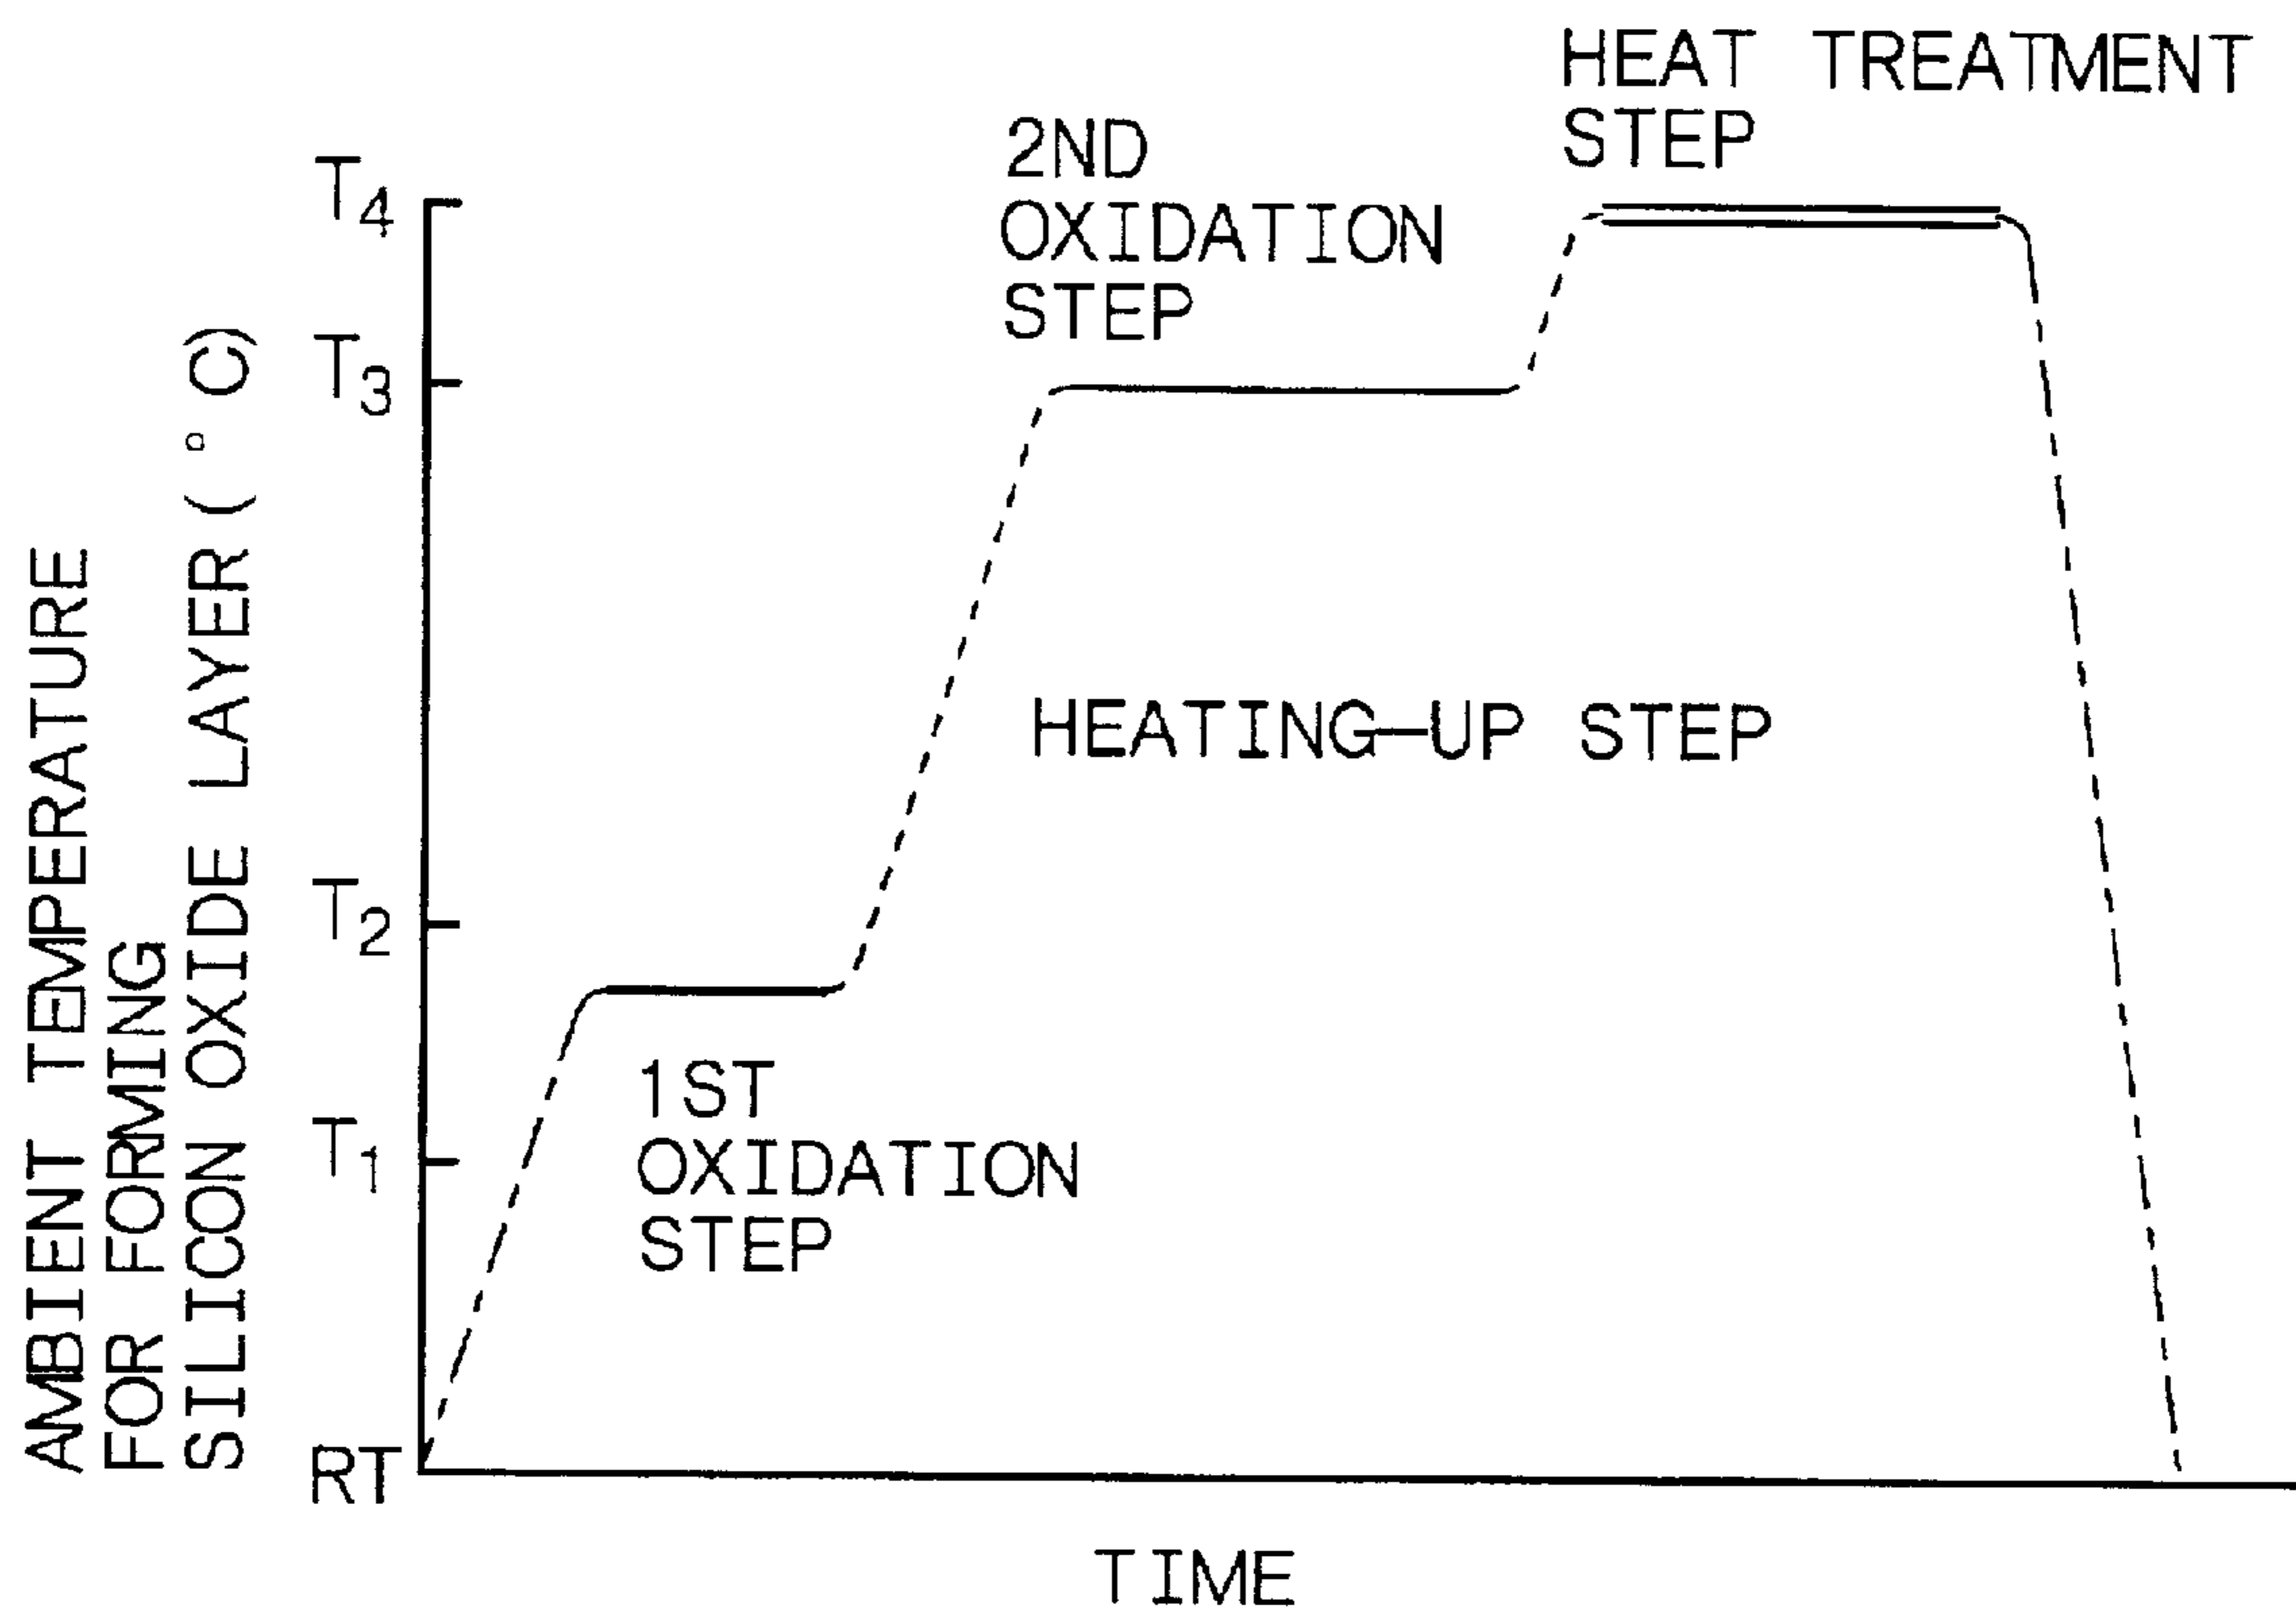 HEAT TREATMENT
STEP
2ND
OXIDATION
STEP
T4
T3
HEATING-UP STEP
T2
1ST
OXIDATION
STEP
T1
RT
AMBIENT TEMPERATURE
FOR FORMING
SILICON OXIDE LAYER (°C)
TIME